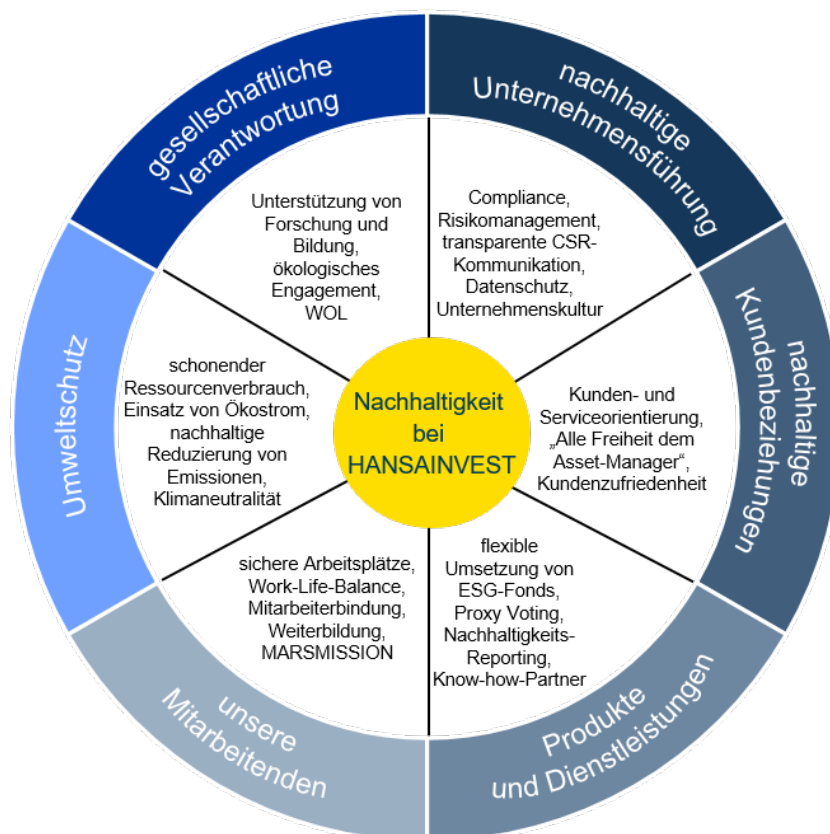 gesellschaftliche
Verantwortung
nachhaltige
Unternehmensführung
nachhaltige
Kundenbeziehungen
Produkte
und Dienstleistungen
unsere
Mitarbeitenden
Umweltschutz
Unterstützung von
Forschung und
Bildung,
ökologisches
Engagement,
WOL
Compliance,
Risikomanagement,
transparente CSR-
Kommunikation,
Datenschutz,
Unternehmenskultur
Kunden- und
Serviceorientierung,
„Alle Freiheit dem
Asset-Manager“,
Kundenzufriedenheit
flexible
Umsetzung von
ESG-Fonds,
Proxy Voting,
Nachhaltigkeits-
Reporting,
Know-how-Partner
sichere Arbeitsplätze,
Work-Life-Balance,
Mitarbeiterbindung,
Weiterbildung,
MARSMISSION
schonender
Ressourcenverbrauch,
Einsatz von Ökostrom,
nachhaltige
Reduzierung von
Emissionen,
Klimaneutralität
Nachhaltigkeit
bei
HANSAINVEST